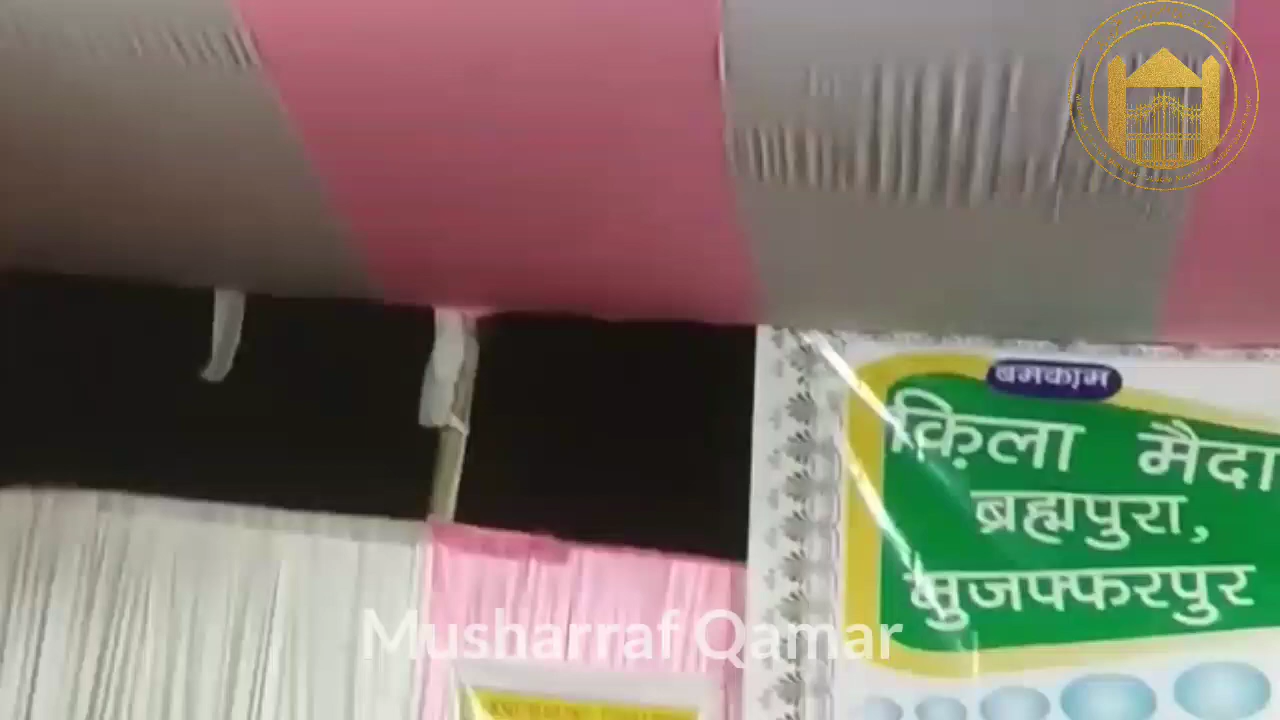 बमकाम
क़िला मैदा
ब्रह्मपुरा,
मुजफ्फरपुर
Musharraf Qamar